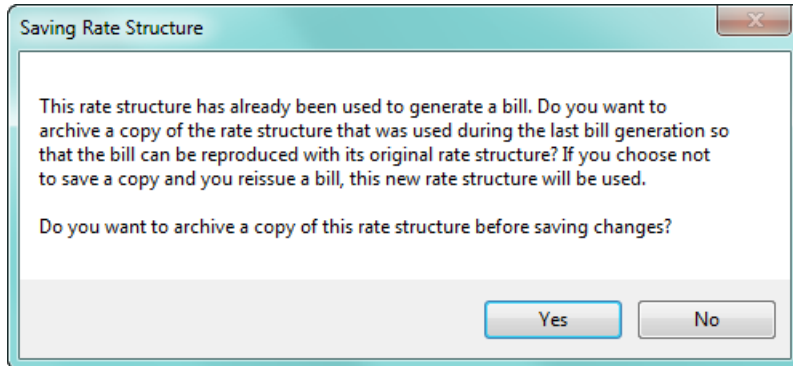 Saving Rate Structure
This rate structure has already been used to generate a bill. Do you want to
archive a copy of the rate structure that was used during the last bill generation so
that the bill can be reproduced with its original rate structure? If you choose not
to save a copy and you reissue a bill, this new rate structure will be used.
Do you want to archive a copy of this rate structure before saving changes?
Yes
No